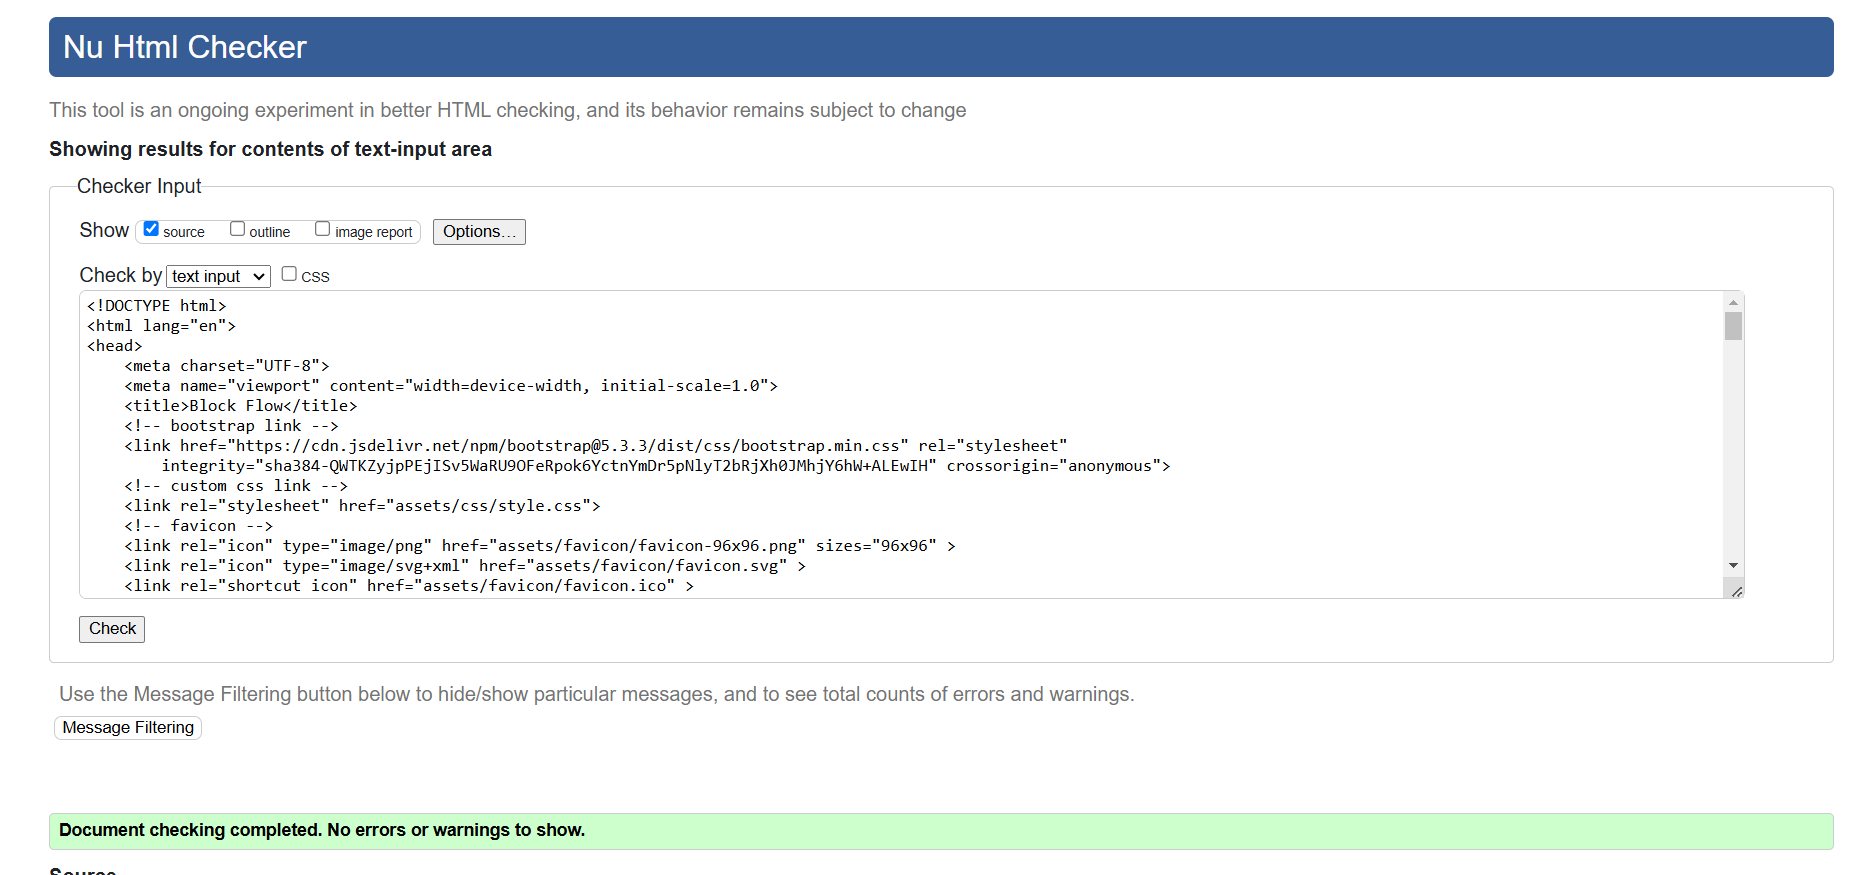 Nu Html Checker
This tool is an ongoing experiment in better HTML checking, and its behavior remains subject to change
Showing results for contents of text-input area
Checker Input
Show source outline image report Options...
Check by text input CSS
<!DOCTYPE html>
<html lang="en">
<head>
    <meta charset="UTF-8">
    <meta name="viewport" content="width=device-width, initial-scale=1.0">
    <title>Block Flow</title>
    <!-- bootstrap link -->
    <link href="https://cdn.jsdelivr.net/npm/bootstrap@5.3.3/dist/css/bootstrap.min.css" rel="stylesheet"
        integrity="sha384-QWTKZyjpPEjISv5WaRU9OFeRpok6YctnYmDr5pNlyT2bRjXh0JMhjY6hW+ALEwIH" crossorigin="anonymous">
    <!-- custom css link -->
    <link rel="stylesheet" href="assets/css/style.css">
    <!-- favicon -->
    <link rel="icon" type="image/png" href="assets/favicon/favicon-96x96.png" sizes="96x96" >
    <link rel="icon" type="image/svg+xml" href="assets/favicon/favicon.svg" >
    <link rel="shortcut icon" href="assets/favicon/favicon.ico" >
Check
Use the Message Filtering button below to hide/show particular messages, and to see total counts of errors and warnings.
Message Filtering
Document checking completed. No errors or warnings to show.
Source